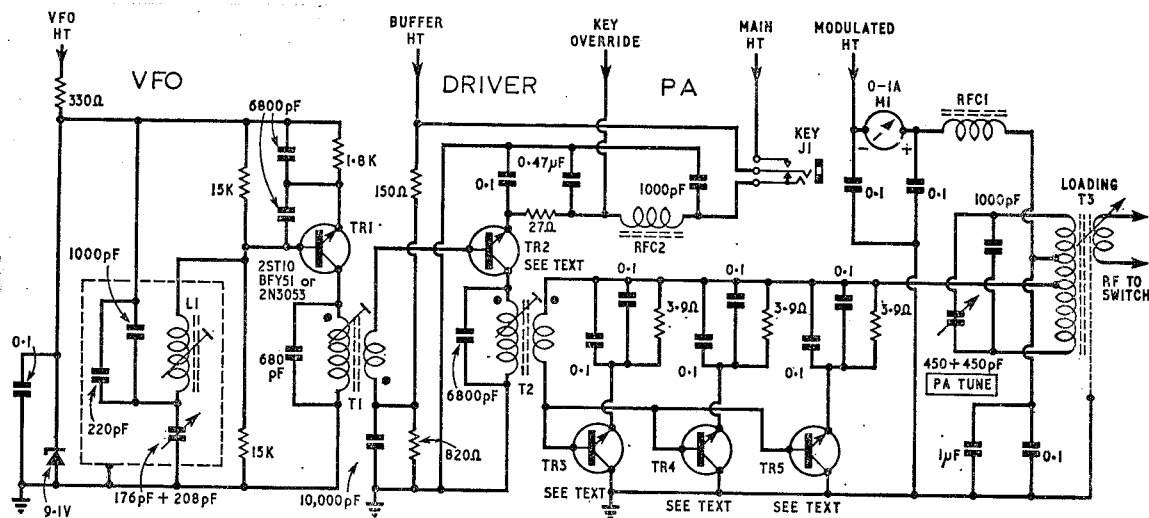 VFO
HT
BUFFER
HT
KEY
OVERRIDE
MAIN
HT
MODULATED
HT
VFO
DRIVER
PA
0-1A
M1
RFC1
330Ω
6800pF
1·8K
15K
150Ω
0·1
0·47μF
1000pF
KEY
J1
0·1
0·1
1000pF
LOADING
T3
TR1
27Ω
RFC2
TR2
SEE TEXT
2ST10
BFY51 or
2N3053
1000pF
L1
0·1
0·1
0·1
3·9Ω
3·9Ω
3·9Ω
RF TO
SWITCH
0·1
680
pF
T1
6800pF
T2
0·1
0·1
0·1
450+450pF
PA TUNE
220pF
15K
820Ω
TR3
TR4
TR5
1μF
0·1
9·1V
176pF + 208pF
10,000pF
SEE TEXT
SEE TEXT
SEE TEXT